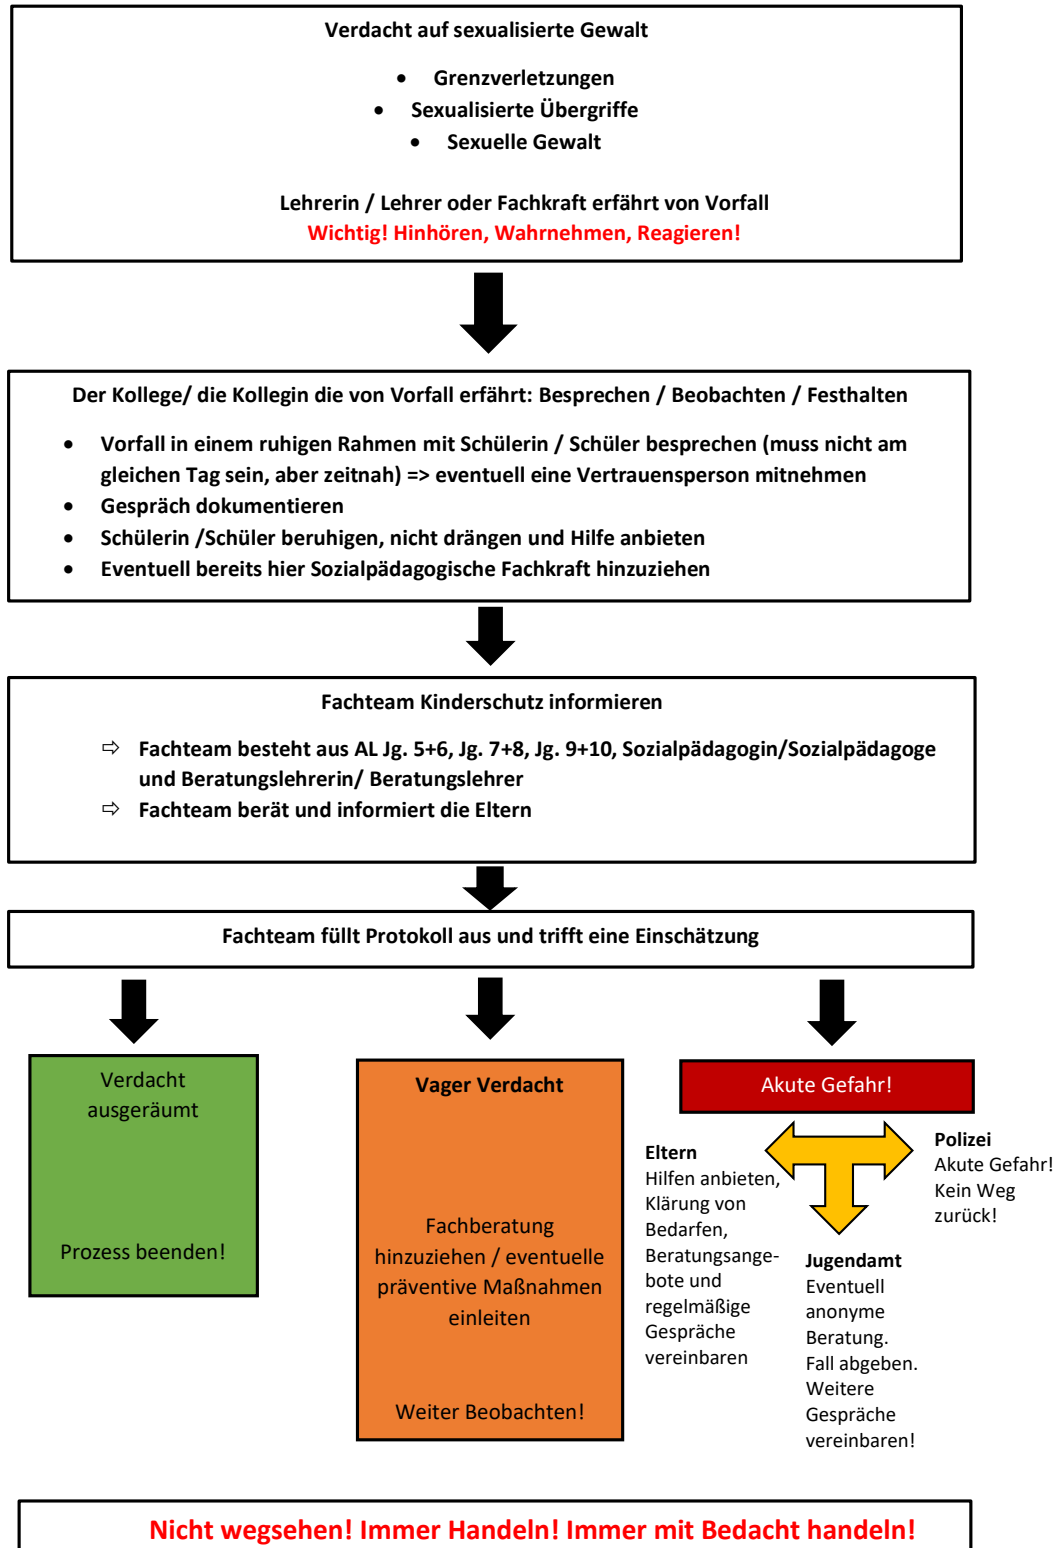 Verdacht auf sexualisierte Gewalt
• Grenzverletzungen
• Sexualisierte Übergriffe
• Sexuelle Gewalt
Lehrerin / Lehrer oder Fachkraft erfährt von Vorfall
Wichtig! Hinhören, Wahrnehmen, Reagieren!
Der Kollege/ die Kollegin die von Vorfall erfährt: Besprechen / Beobachten / Festhalten
• Vorfall in einem ruhigen Rahmen mit Schülerin / Schüler besprechen (muss nicht am
gleichen Tag sein, aber zeitnah) => eventuell eine Vertrauensperson mitnehmen
• Gespräch dokumentieren
• Schülerin /Schüler beruhigen, nicht drängen und Hilfe anbieten
• Eventuell bereits hier Sozialpädagogische Fachkraft hinzuziehen
Fachteam Kinderschutz informieren
⇨ Fachteam besteht aus AL Jg. 5+6, Jg. 7+8, Jg. 9+10, Sozialpädagogin/Sozialpädagoge
und Beratungslehrerin/ Beratungslehrer
⇨ Fachteam berät und informiert die Eltern
Fachteam füllt Protokoll aus und trifft eine Einschätzung
Verdacht
ausgeräumt
Prozess beenden!
Vager Verdacht
Fachberatung
hinzuziehen / eventuelle
präventive Maßnahmen
einleiten
Weiter Beobachten!
Akute Gefahr!
Eltern
Hilfen anbieten,
Klärung von
Bedarfen,
Beratungsange-
bote und
regelmäßige
Gespräche
vereinbaren
Jugendamt
Eventuell
anonyme
Beratung.
Fall abgeben.
Weitere
Gespräche
vereinbaren!
Polizei
Akute Gefahr!
Kein Weg
zurück!
Nicht wegsehen! Immer Handeln! Immer mit Bedacht handeln!